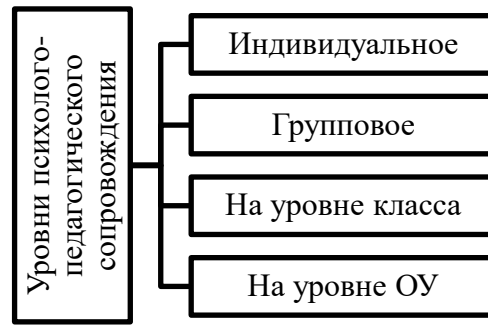 Уровни психолого-
педагогического
сопровождения
Индивидуальное
Групповое
На уровне класса
На уровне ОУ